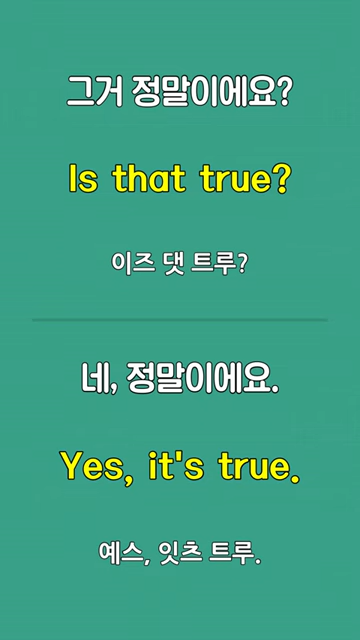 그거 정말이에요?
Is that true?
이즈 댓 트루?
네, 정말이에요.
Yes, it's true.
예스, 잇츠 트루.